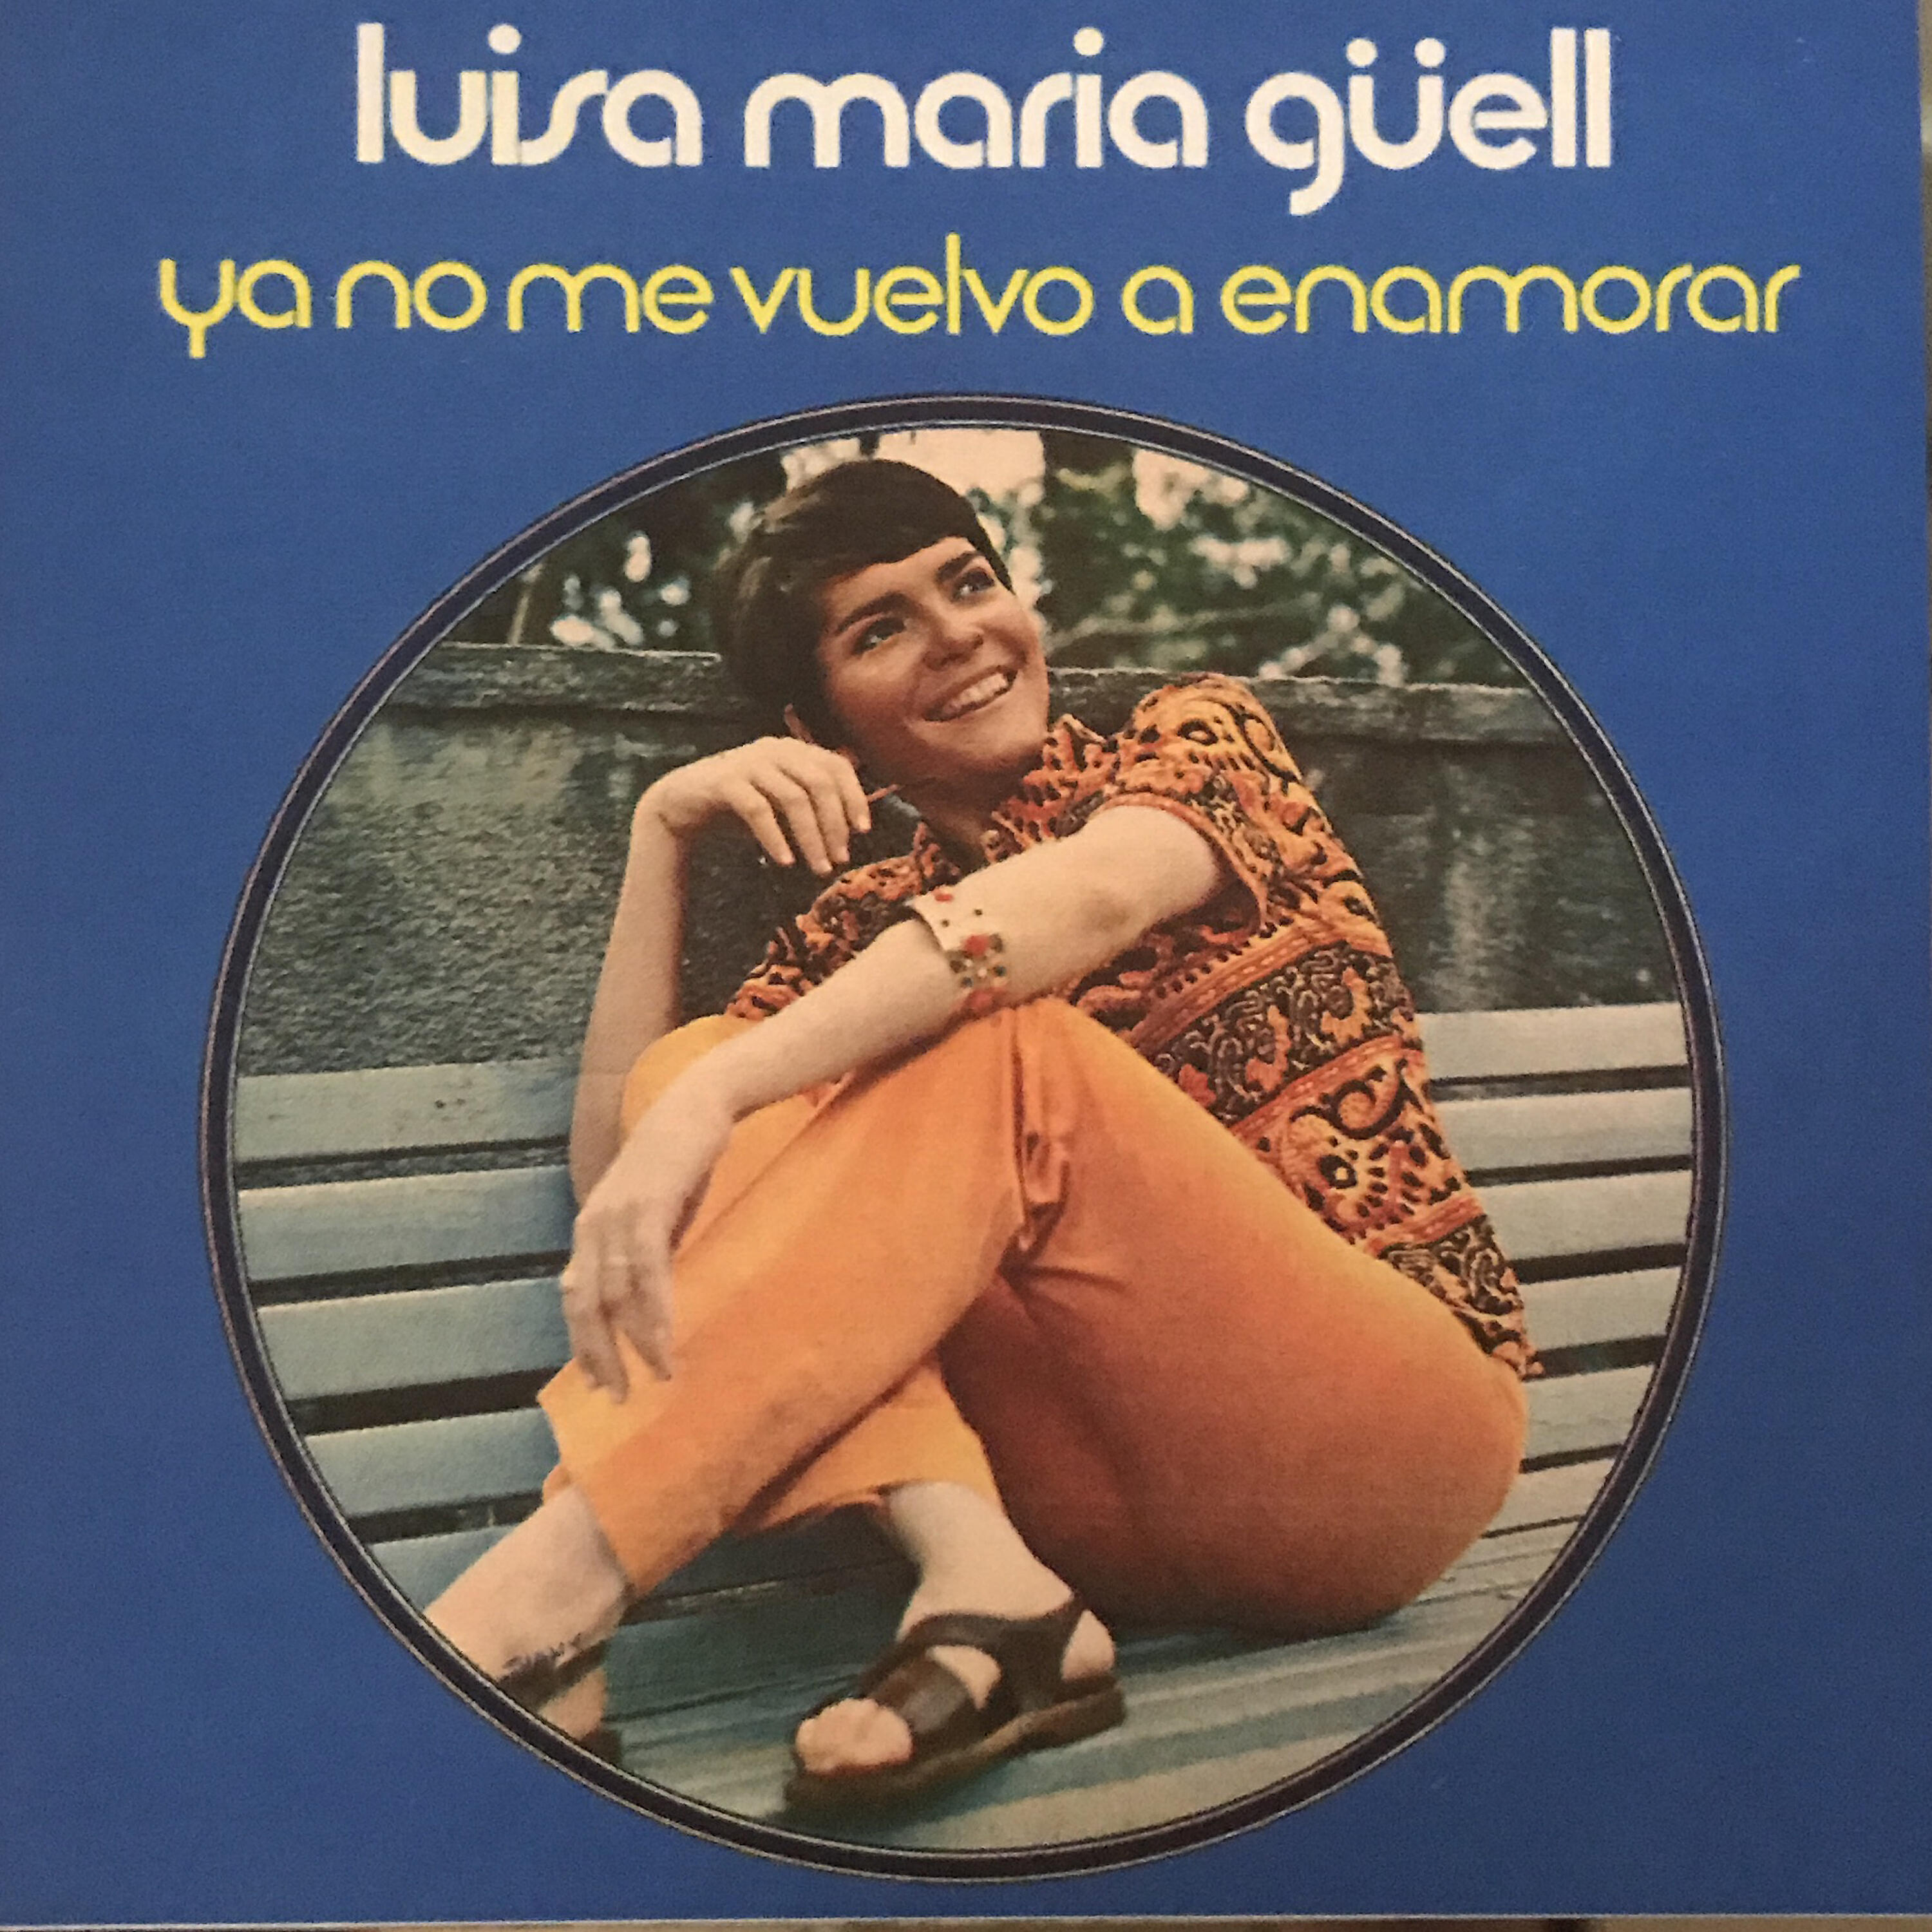 luisa maria güell
ya no me vuelvo a enamorar